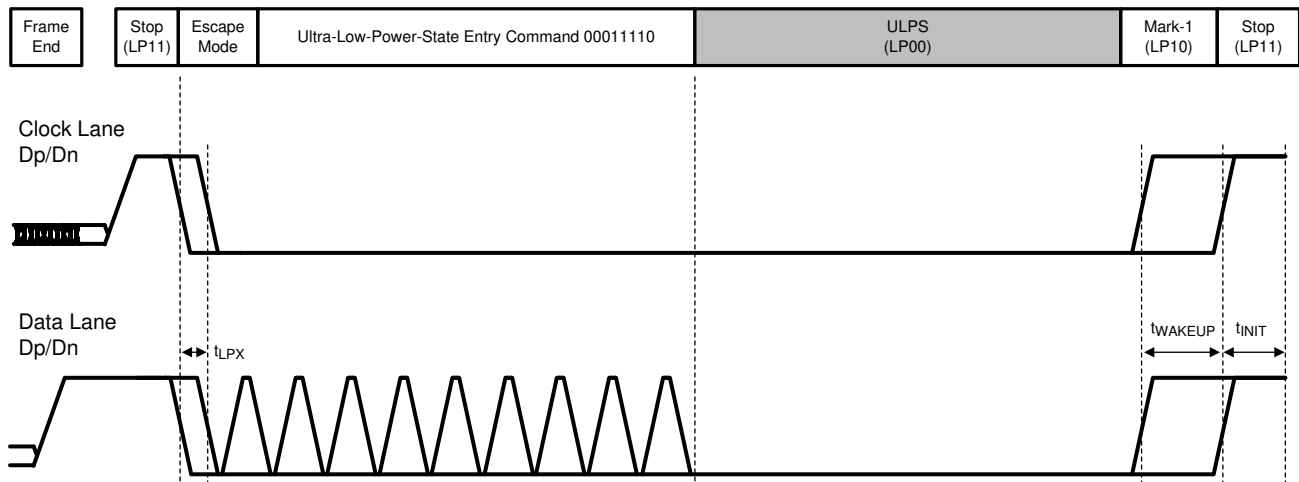 Frame
End
Stop
(LP11)
Escape
Mode
Ultra-Low-Power-State Entry Command 00011110
ULPS
(LP00)
Mark-1
(LP10)
Stop
(LP11)
Clock Lane
Dp/Dn
Data Lane
Dp/Dn
tLPX
tWAKEUP
tINIT